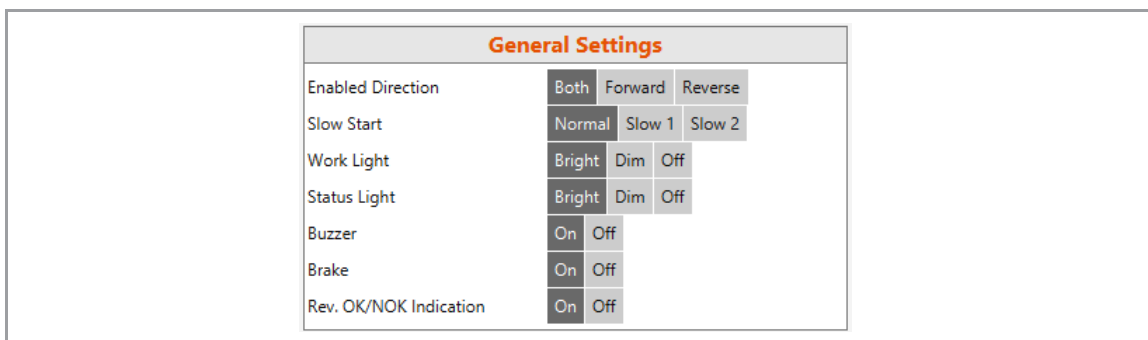 General Settings
Enabled Direction Both Forward Reverse
Slow Start Normal Slow 1 Slow 2
Work Light Bright Dim Off
Status Light Bright Dim Off
Buzzer On Off
Brake On Off
Rev. OK/NOK Indication On Off